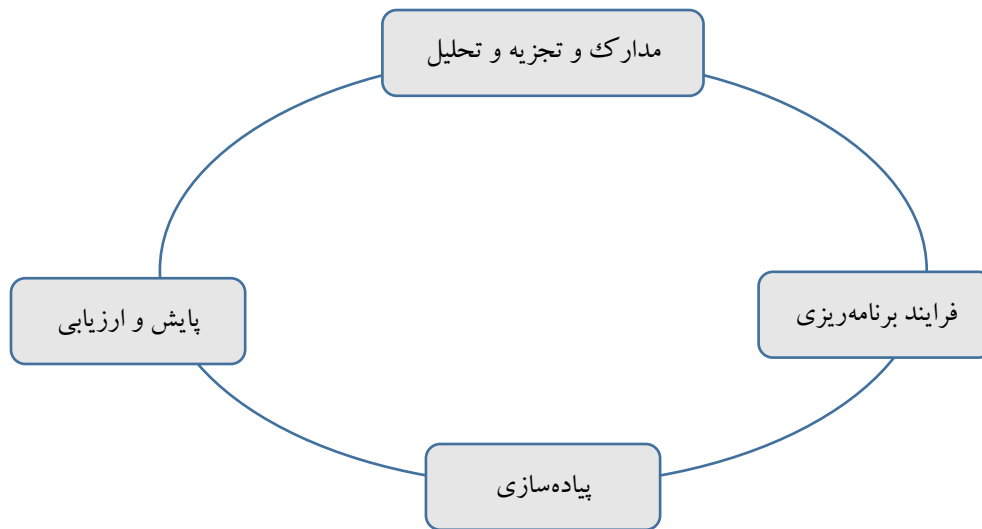 مدارک و تجزیه و تحلیل
فرایند برنامه‌ریزی
پایش و ارزیابی
پیاده‌سازی